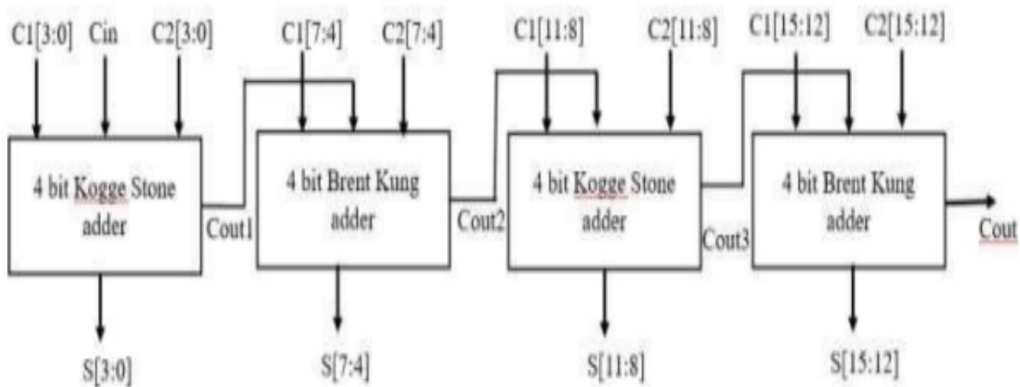 C1[3:0] Cin C2[3:0]
C1[7:4] C2[7:4]
C1[11:8] C2[11:8]
C1[15:12] C2[15:12]
4 bit Kogge Stone
adder
4 bit Brent Kung
adder
4 bit Kogge Stone
adder
4 bit Brent Kung
adder
Cout1
Cout2
Cout3
Cout
S[3:0]
S[7:4]
S[11:8]
S[15:12]